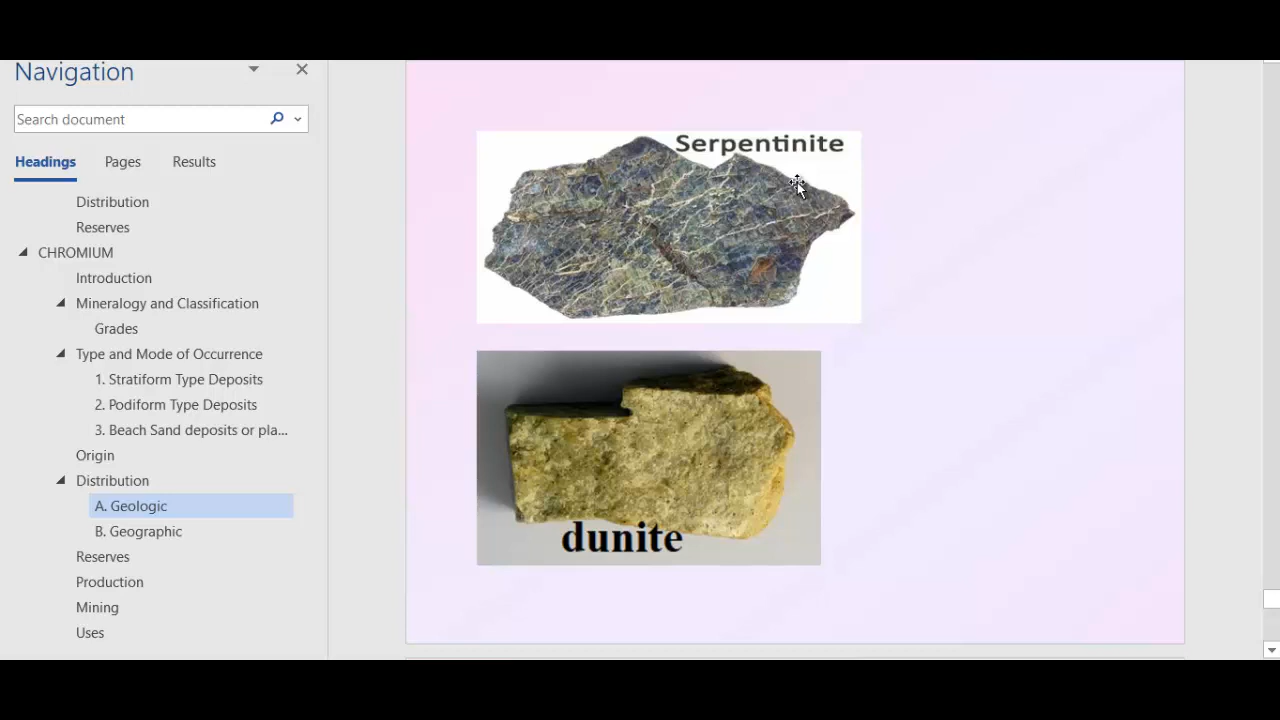 Navigation
Search document
Headings Pages Results
Distribution
Reserves
CHROMIUM
Introduction
Mineralogy and Classification
Grades
Type and Mode of Occurrence
1. Stratiform Type Deposits
2. Podiform Type Deposits
3. Beach Sand deposits or pla...
Origin
Distribution
A. Geologic
B. Geographic
Reserves
Production
Mining
Uses
Serpentinite
dunite